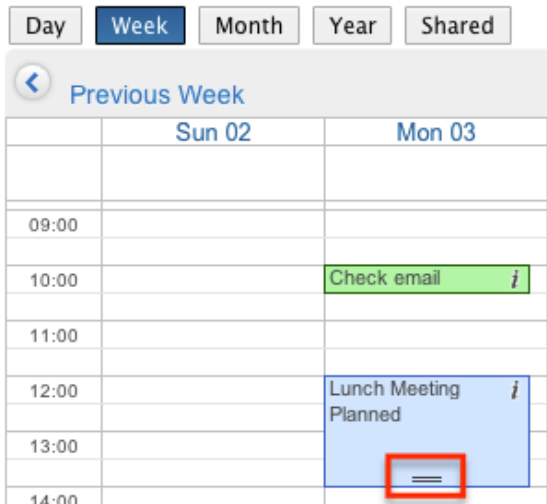 Day Week Month Year Shared
Previous Week
Sun 02 Mon 03
09:00
10:00 Check email i
11:00
12:00 Lunch Meeting i
Planned
13:00
14:00